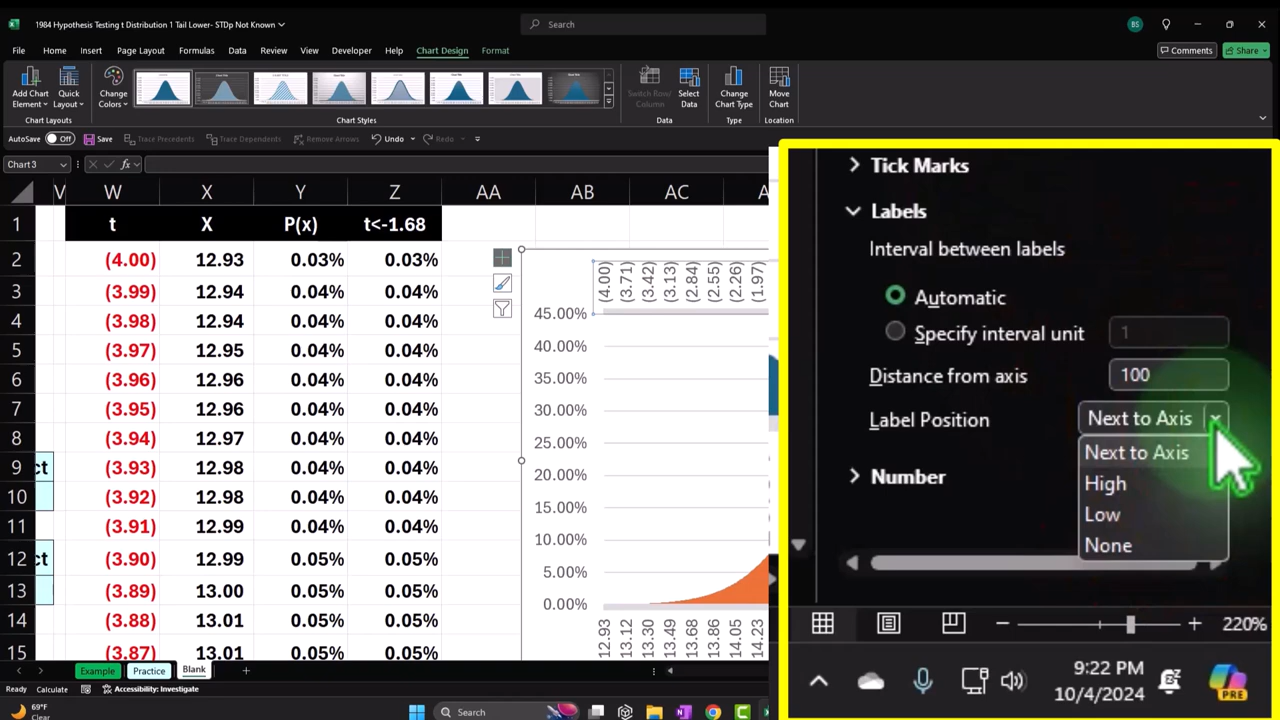 1984 Hypothesis Testing t Distribution 1 Tail Lower- STDp Not Known
Search
BS
File Home Insert Page Layout Formulas Data Review View Developer Help Chart Design Format
Comments
Share
Add Chart Element
Quick Layout
Change Colors
Switch Row/ Column
Select Data
Change Chart Type
Move Chart
Chart Layouts
Chart Styles
Data
Type
Location
AutoSave Off Save Trace Precedents Trace Dependents Remove Arrows Undo Redo
Chart 3
fx
V W X Y Z AA AB AC
1 t X P(x) t<-1.68
2 (4.00) 12.93 0.03% 0.03%
3 (3.99) 12.94 0.04% 0.04%
4 (3.98) 12.94 0.04% 0.04%
5 (3.97) 12.95 0.04% 0.04%
6 (3.96) 12.96 0.04% 0.04%
7 (3.95) 12.96 0.04% 0.04%
8 (3.94) 12.97 0.04% 0.04%
9 ct (3.93) 12.98 0.04% 0.04%
10 (3.92) 12.98 0.04% 0.04%
11 (3.91) 12.99 0.04% 0.04%
12 ct (3.90) 12.99 0.05% 0.05%
13 (3.89) 13.00 0.05% 0.05%
14 (3.88) 13.01 0.05% 0.05%
15 (3.87) 13.01 0.05% 0.05%
(4.00) (3.71) (3.42) (3.13) (2.84) (2.55) (2.26) (1.97)
45.00%
40.00%
35.00%
30.00%
25.00%
20.00%
15.00%
10.00%
5.00%
0.00%
12.93 13.12 13.30 13.49 13.68 13.86 14.05 14.23
Tick Marks
Labels
Interval between labels
Automatic
Specify interval unit 1
Distance from axis 100
Label Position Next to Axis
Next to Axis
High
Low
None
Number
220%
9:22 PM
10/4/2024
PRE
Example Practice Blank
Ready Calculate Accessibility: Investigate
69°F
Clear
Search